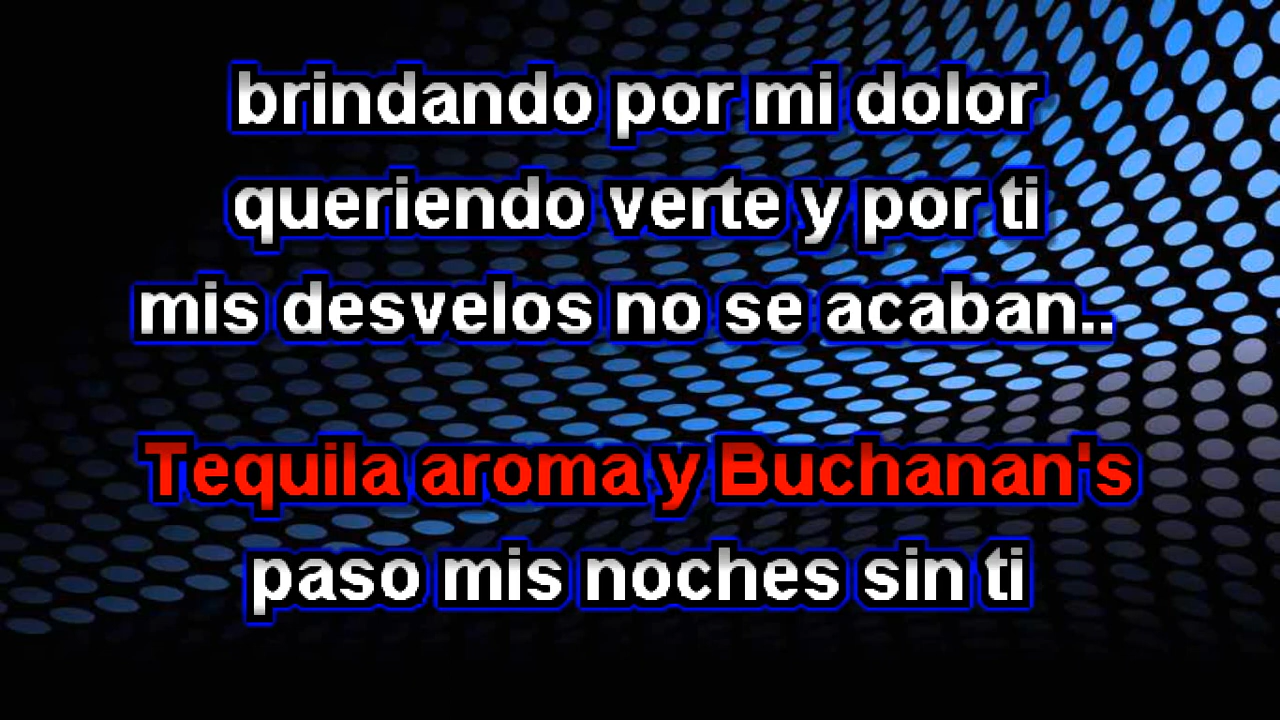 brindando por mi dolor
queriendo verte y por ti
mis desvelos no se acaban..
Tequila aroma y Buchanan's
paso mis noches sin ti